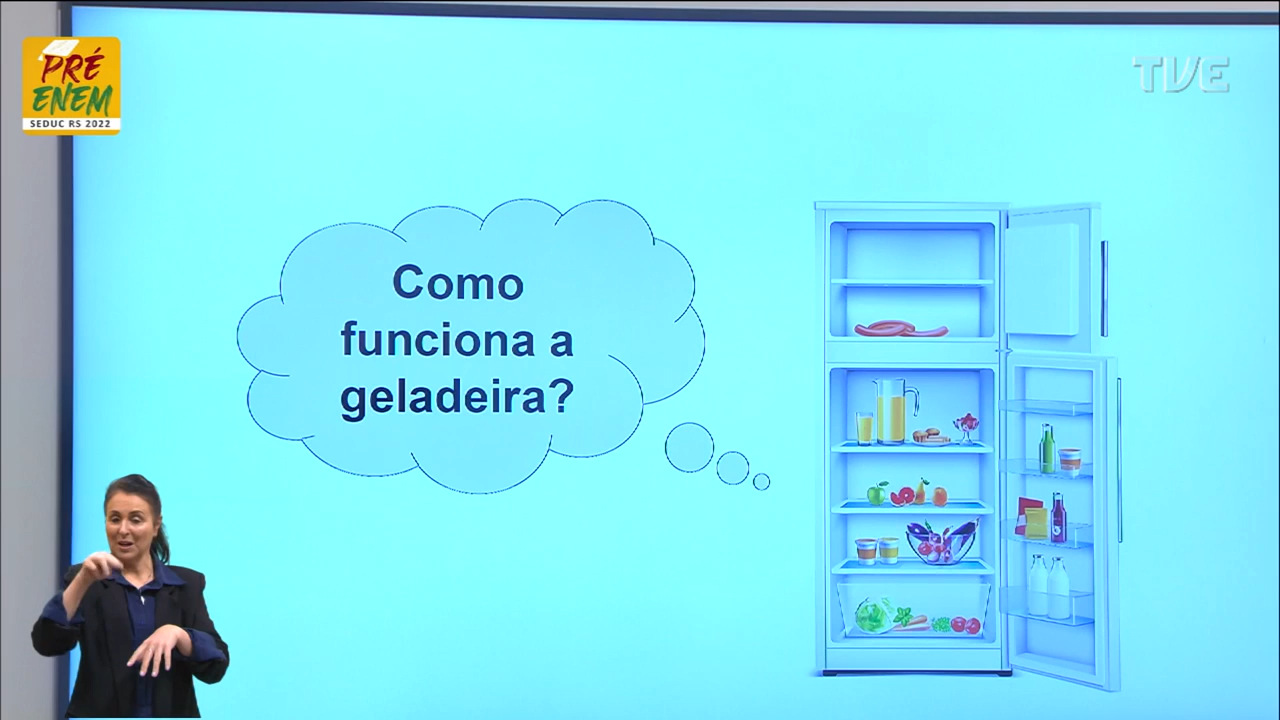 PRÉ
ENEM
SEDUC RS 2022
TVE
Como
funciona a
geladeira?